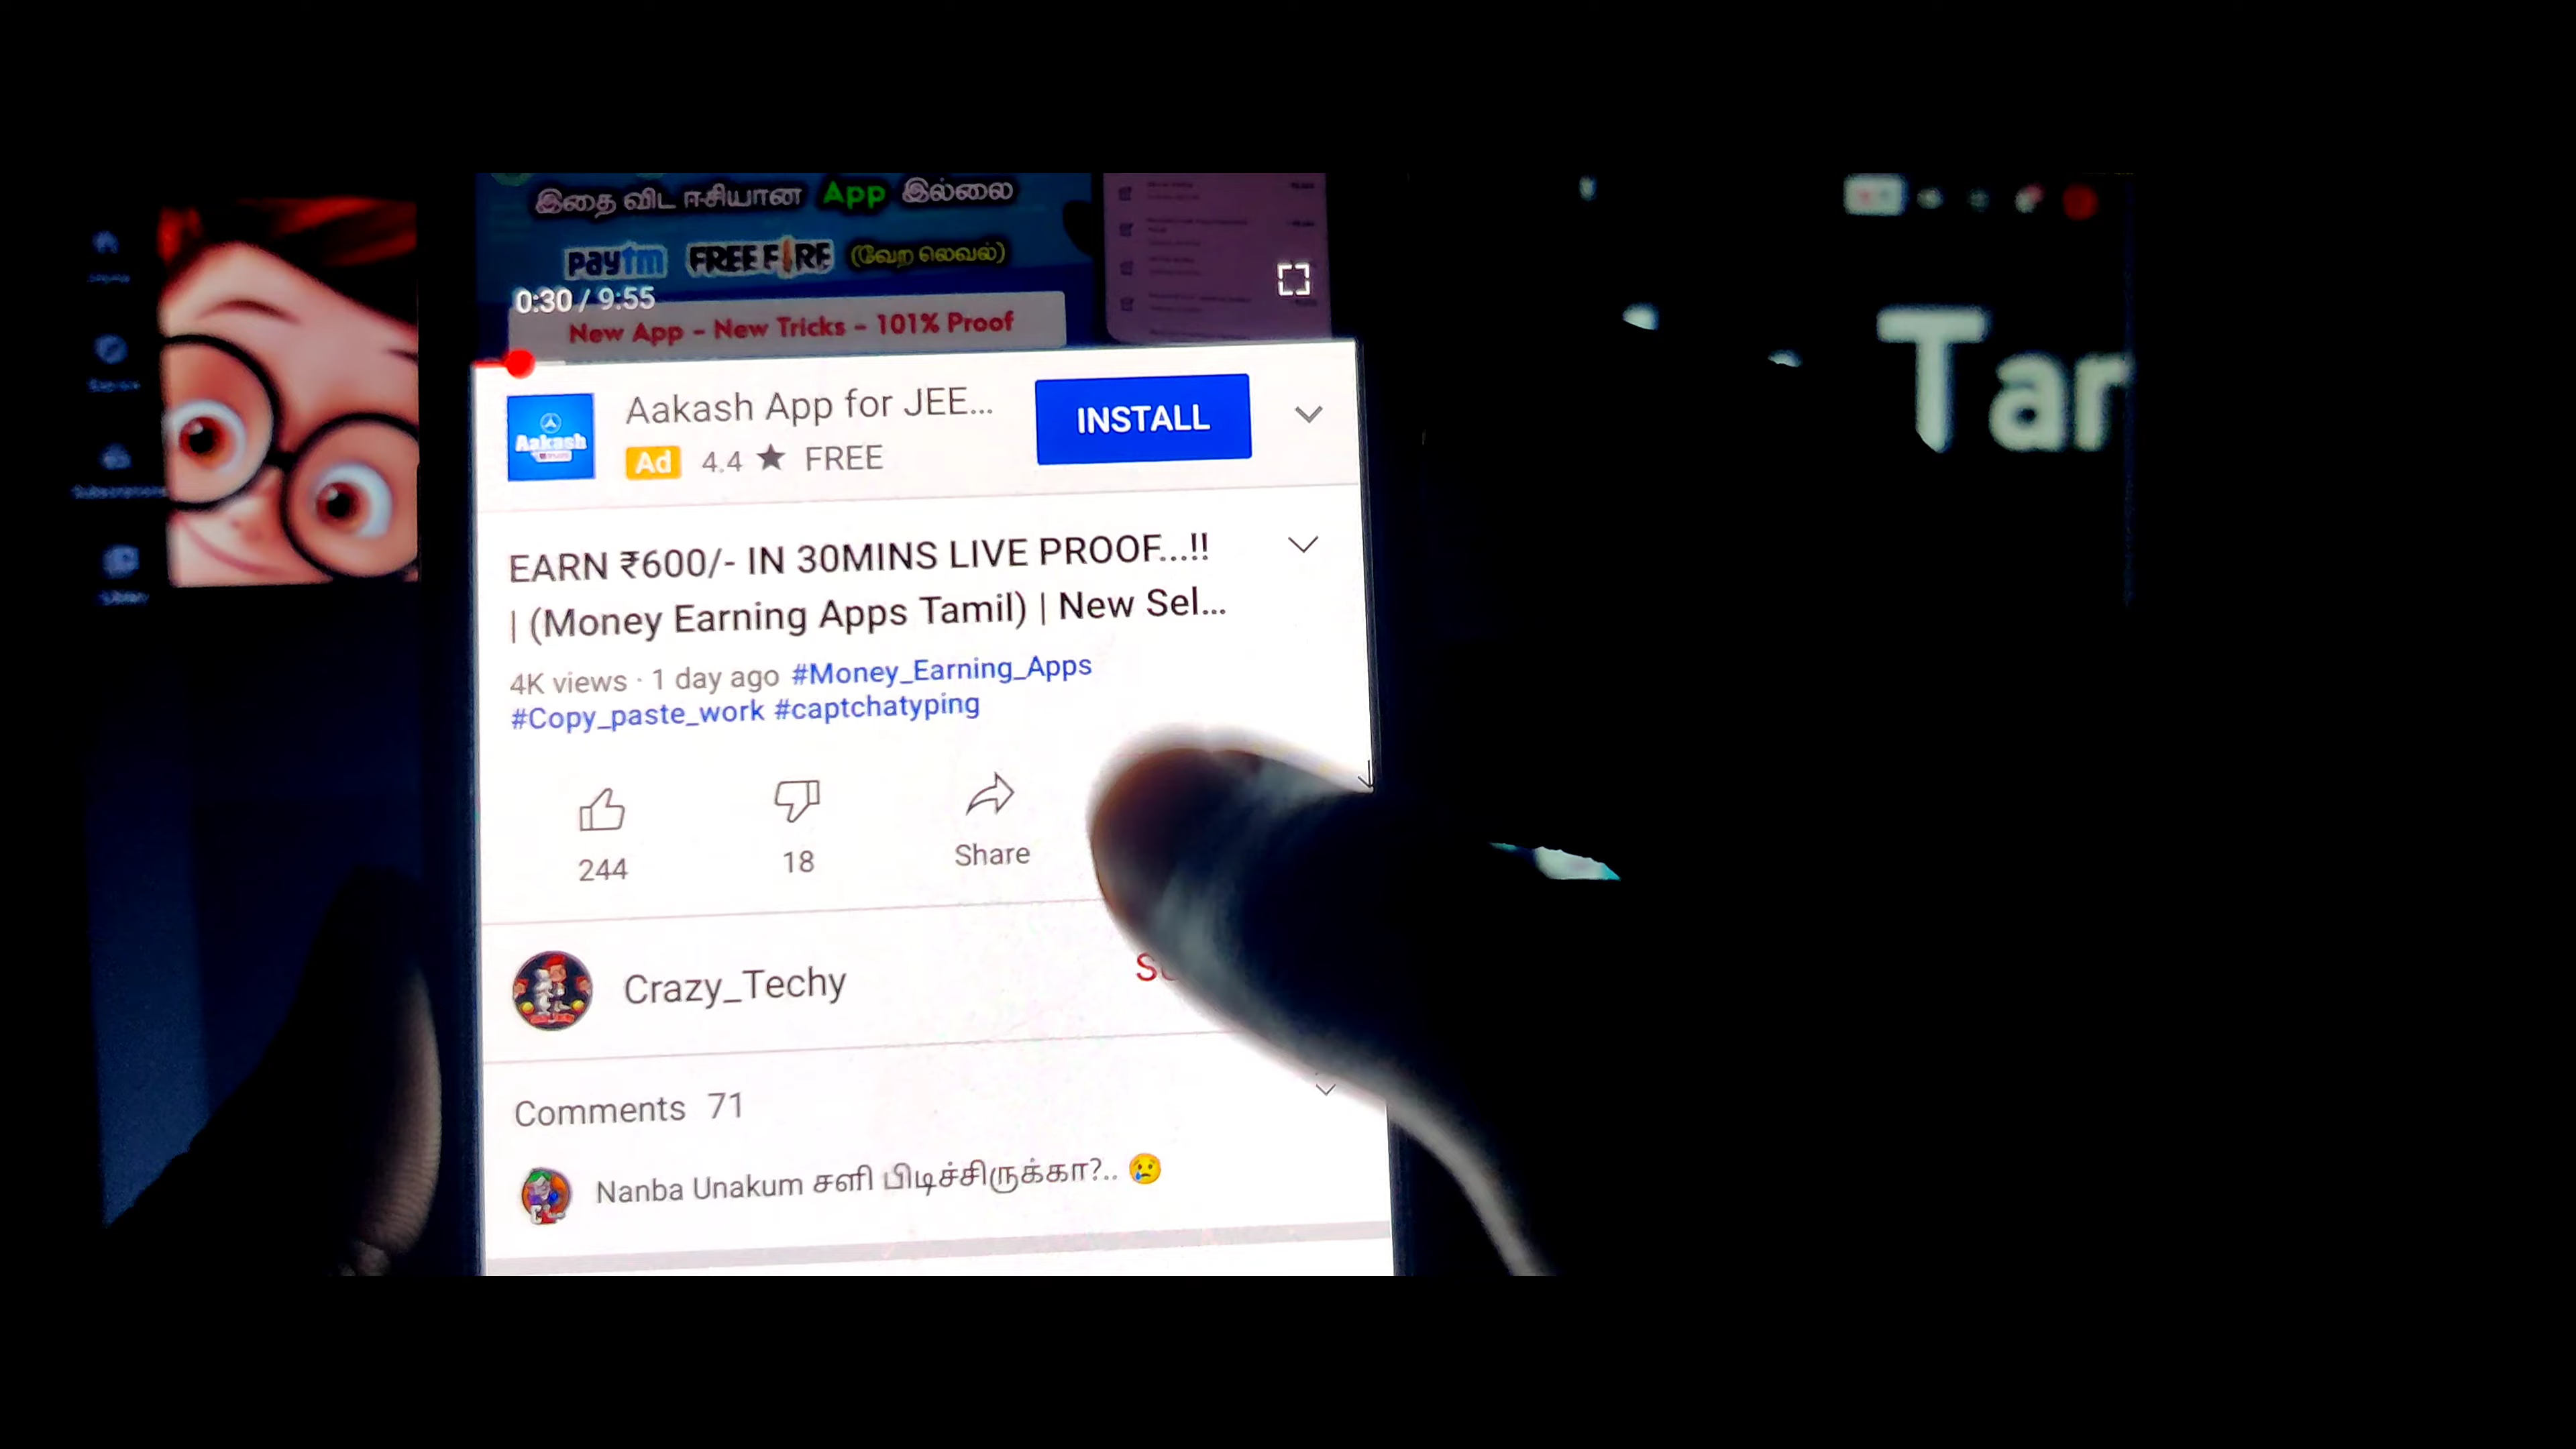 இதை விட ஈசியான App இல்லை
paytm FREE FIRE (வேற லெவல்)
0:30 / 9:55
New App - New Tricks - 101% Proof
Aakash
Aakash App for JEE...
INSTALL
Ad 4.4 ★ FREE
EARN ₹600/- IN 30MINS LIVE PROOF...!!
| (Money Earning Apps Tamil) | New Sel...
4K views · 1 day ago #Money_Earning_Apps
#Copy_paste_work #captchatyping
244 18 Share
Crazy_Techy
Comments 71
Nanba Unakum சளி பிடிச்சிருக்கா?.. 😢
Tar
Subscriptions